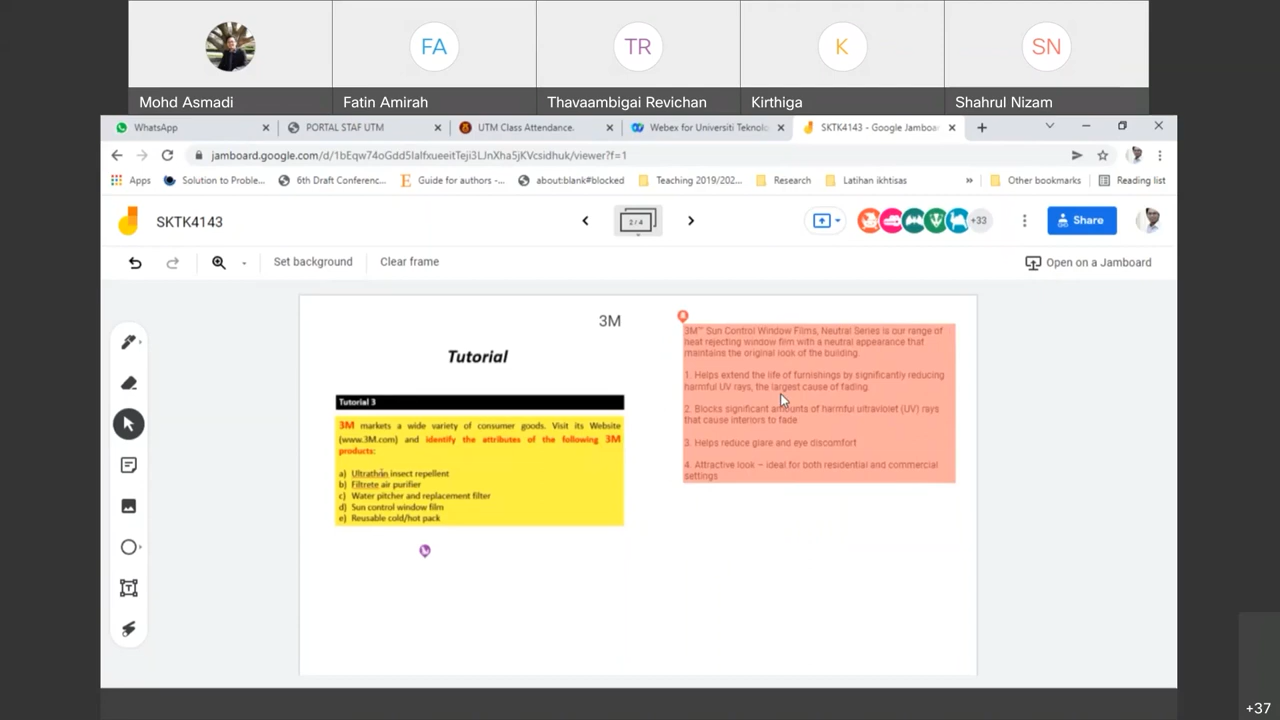 FA
TR
K
SN
Mohd Asmadi
Fatin Amirah
Thavaambigai Revichan
Kirthiga
Shahrul Nizam
WhatsApp
PORTAL STAF UTM
UTM Class Attendance.
Webex for Universiti Teknolo
SKTK4143 - Google Jamboar
jamboard.google.com/d/1bEqw74oGdd5IalfxueeitTeji3LJnXha5jKVcsidhuk/viewer?f=1
Apps
Solution to Proble...
6th Draft Conferenc...
Guide for authors -...
about:blank#blocked
Teaching 2019/202...
Research
Latihan ikhtisas
»
Other bookmarks
Reading list
SKTK4143
2/4
+33
Share
Set background
Clear frame
Open on a Jamboard
3M
Tutorial
Tutorial 3
3M markets a wide variety of consumer goods. Visit its Website
(www.3M.com) and identify the attributes of the following 3M
products:
a) Ultrathin insect repellent
b) Filtrete air purifier
c) Water pitcher and replacement filter
d) Sun control window film
e) Reusable cold/hot pack
3M™ Sun Control Window Films, Neutral Series is our range of
heat rejecting window film with a neutral appearance that
maintains the original look of the building.
1. Helps extend the life of furnishings by significantly reducing
harmful UV rays, the largest cause of fading.
2. Blocks significant amounts of harmful ultraviolet (UV) rays
that cause interiors to fade
3. Helps reduce glare and eye discomfort
4. Attractive look – ideal for both residential and commercial
settings
+37